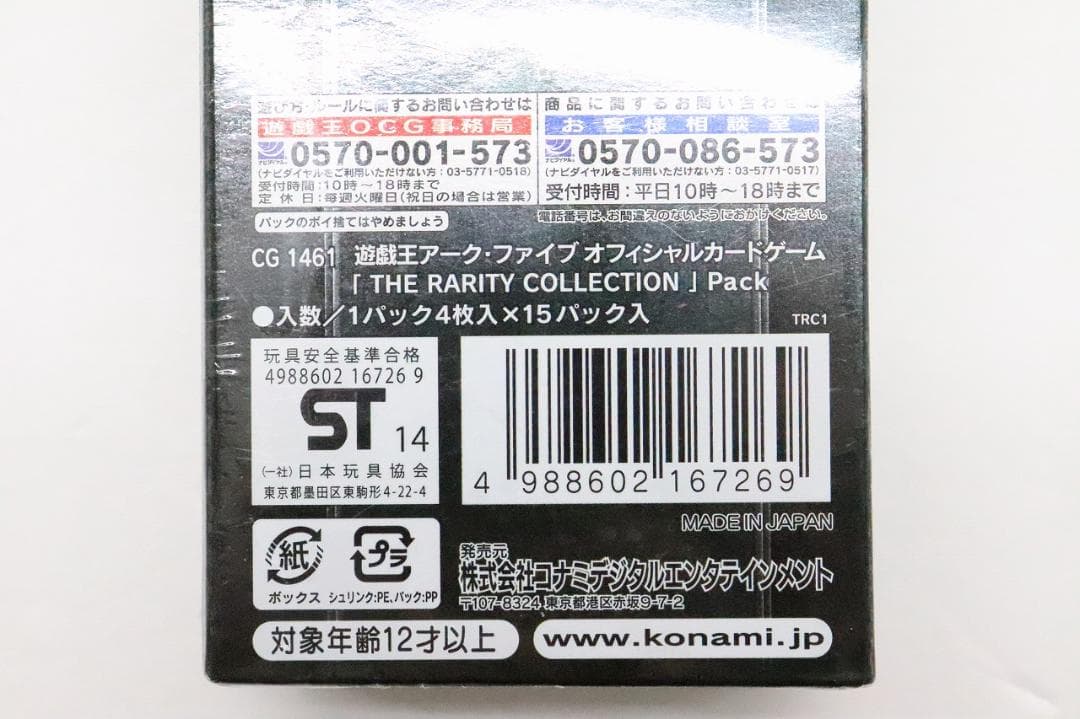 遊び方・ルールに関するお問い合わせは
遊戯王OCG事務局
ナビダイヤル
0570-001-573
(ナビダイヤルをご利用いただけない方:03-5771-0518)
受付時間:10時〜18時まで
定休日:毎週火曜日(祝日の場合は営業)
商品に関するお問い合わせは
お客様相談室
ナビダイヤル
0570-086-573
(ナビダイヤルをご利用いただけない方:03-5771-0517)
受付時間:平日10時〜18時まで
パックのポイ捨てはやめましょう
電話番号は、お間違えのないようにおかけください。
CG 1461 遊戯王アーク・ファイブ オフィシャルカードゲーム
「 THE RARITY COLLECTION 」 Pack
●入数/1パック4枚入×15パック入
TRC1
玩具安全基準合格
4988602 16726 9
ST 14
(一社)日本玩具協会
東京都墨田区東駒形4-22-4
4 988602 167269
MADE IN JAPAN
紙
ボックス
プラ
シュリンク:PE、パック:PP
発売元
株式会社コナミデジタルエンタテインメント
〒107-8324 東京都港区赤坂9-7-2
対象年齢12才以上
www.konami.jp